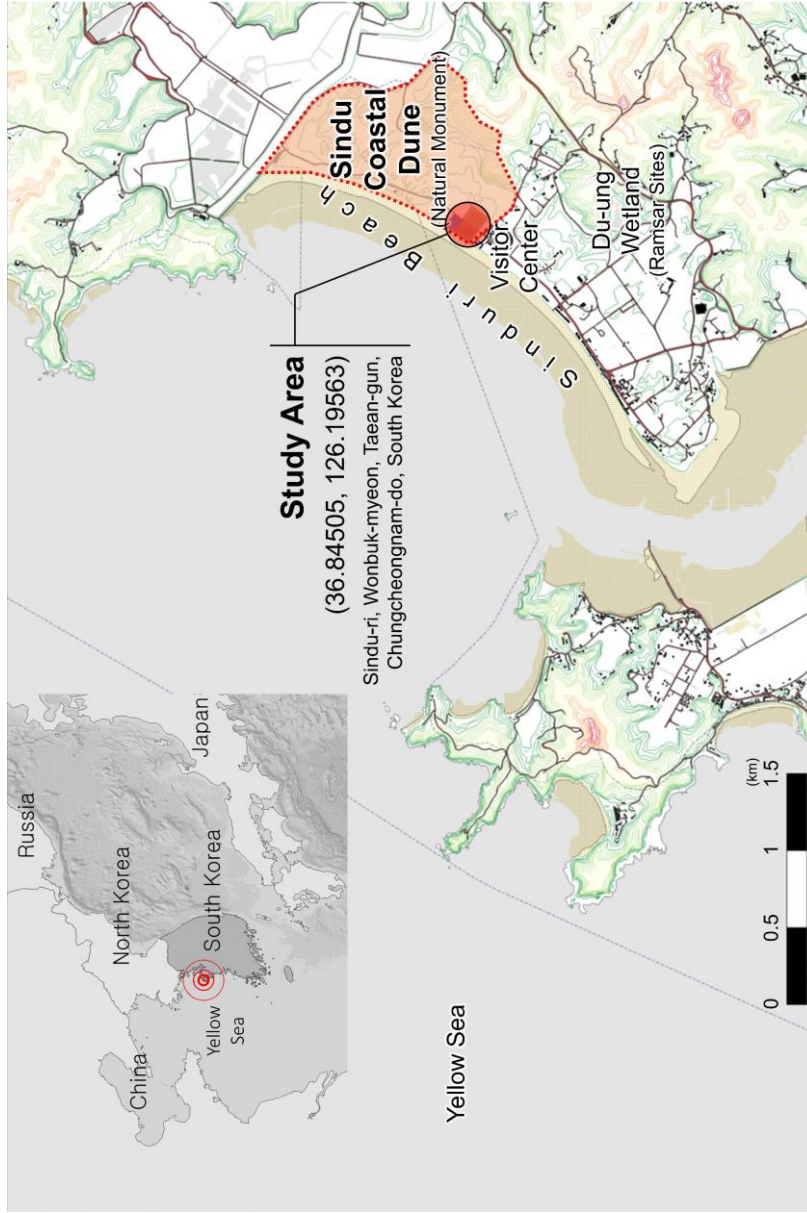 Russia
China
North Korea
South Korea
Japan
Yellow
Sea
Study Area
(36.84505, 126.19563)
Sindu-ri, Wonbuk-myeon, Taean-gun,
Chungcheongnam-do, South Korea
Sindu
Coastal
Dune
(Natural Monument)
Sinduri Beach
Visitor
Center
Du-ung
Wetland
(Ramsar Sites)
Yellow Sea
0 0.5 1 1.5
(km)